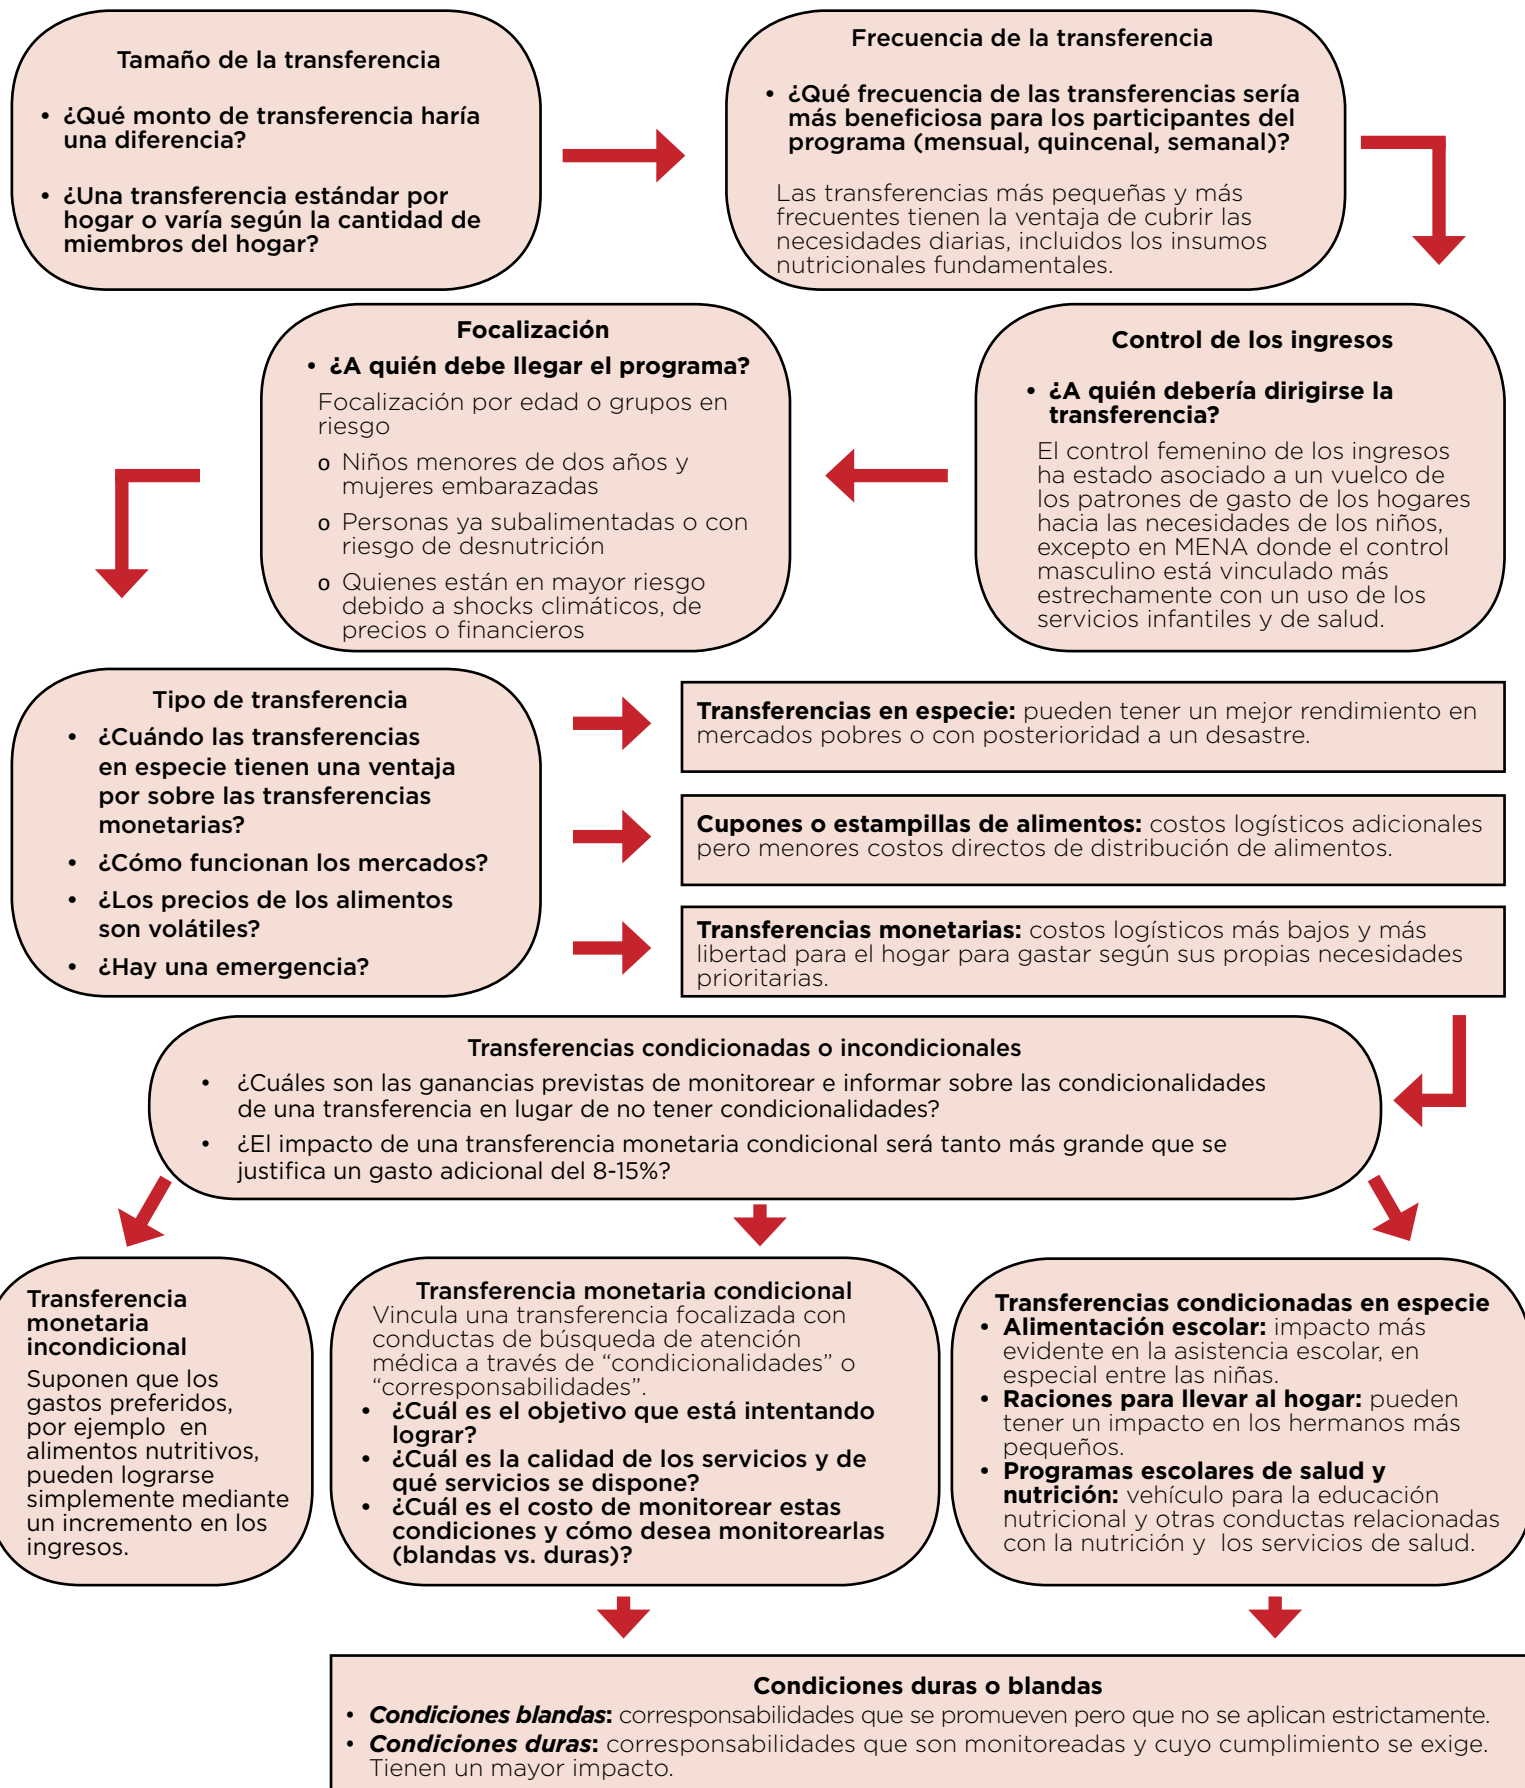 Tamaño de la transferencia
• ¿Qué monto de transferencia haría
una diferencia?
• ¿Una transferencia estándar por
hogar o varía según la cantidad de
miembros del hogar?
Frecuencia de la transferencia
• ¿Qué frecuencia de las transferencias sería
más beneficiosa para los participantes del
programa (mensual, quincenal, semanal)?
Las transferencias más pequeñas y más
frecuentes tienen la ventaja de cubrir las
necesidades diarias, incluidos los insumos
nutricionales fundamentales.
Control de los ingresos
• ¿A quién debería dirigirse la
transferencia?
El control femenino de los ingresos
ha estado asociado a un vuelco de
los patrones de gasto de los hogares
hacia las necesidades de los niños,
excepto en MENA donde el control
masculino está vinculado más
estrechamente con un uso de los
servicios infantiles y de salud.
Focalización
• ¿A quién debe llegar el programa?
Focalización por edad o grupos en
riesgo
o Niños menores de dos años y
mujeres embarazadas
o Personas ya subalimentadas o con
riesgo de desnutrición
o Quienes están en mayor riesgo
debido a shocks climáticos, de
precios o financieros
Tipo de transferencia
• ¿Cuándo las transferencias
en especie tienen una ventaja
por sobre las transferencias
monetarias?
• ¿Cómo funcionan los mercados?
• ¿Los precios de los alimentos
son volátiles?
• ¿Hay una emergencia?
Transferencias en especie: pueden tener un mejor rendimiento en
mercados pobres o con posterioridad a un desastre.
Cupones o estampillas de alimentos: costos logísticos adicionales
pero menores costos directos de distribución de alimentos.
Transferencias monetarias: costos logísticos más bajos y más
libertad para el hogar para gastar según sus propias necesidades
prioritarias.
Transferencias condicionadas o incondicionales
• ¿Cuáles son las ganancias previstas de monitorear e informar sobre las condicionalidades
de una transferencia en lugar de no tener condicionalidades?
• ¿El impacto de una transferencia monetaria condicional será tanto más grande que se
justifica un gasto adicional del 8-15%?
Transferencia
monetaria
incondicional
Suponen que los
gastos preferidos,
por ejemplo en
alimentos nutritivos,
pueden lograrse
simplemente mediante
un incremento en los
ingresos.
Transferencia monetaria condicional
Vincula una transferencia focalizada con
conductas de búsqueda de atención
médica a través de “condicionalidades” o
“corresponsabilidades”.
• ¿Cuál es el objetivo que está intentando
lograr?
• ¿Cuál es la calidad de los servicios y de
qué servicios se dispone?
• ¿Cuál es el costo de monitorear estas
condiciones y cómo desea monitorearlas
(blandas vs. duras)?
Transferencias condicionadas en especie
• Alimentación escolar: impacto más
evidente en la asistencia escolar, en
especial entre las niñas.
• Raciones para llevar al hogar: pueden
tener un impacto en los hermanos más
pequeños.
• Programas escolares de salud y
nutrición: vehículo para la educación
nutricional y otras conductas relacionadas
con la nutrición y los servicios de salud.
Condiciones duras o blandas
• Condiciones blandas: corresponsabilidades que se promueven pero que no se aplican estrictamente.
• Condiciones duras: corresponsabilidades que son monitoreadas y cuyo cumplimiento se exige.
Tienen un mayor impacto.